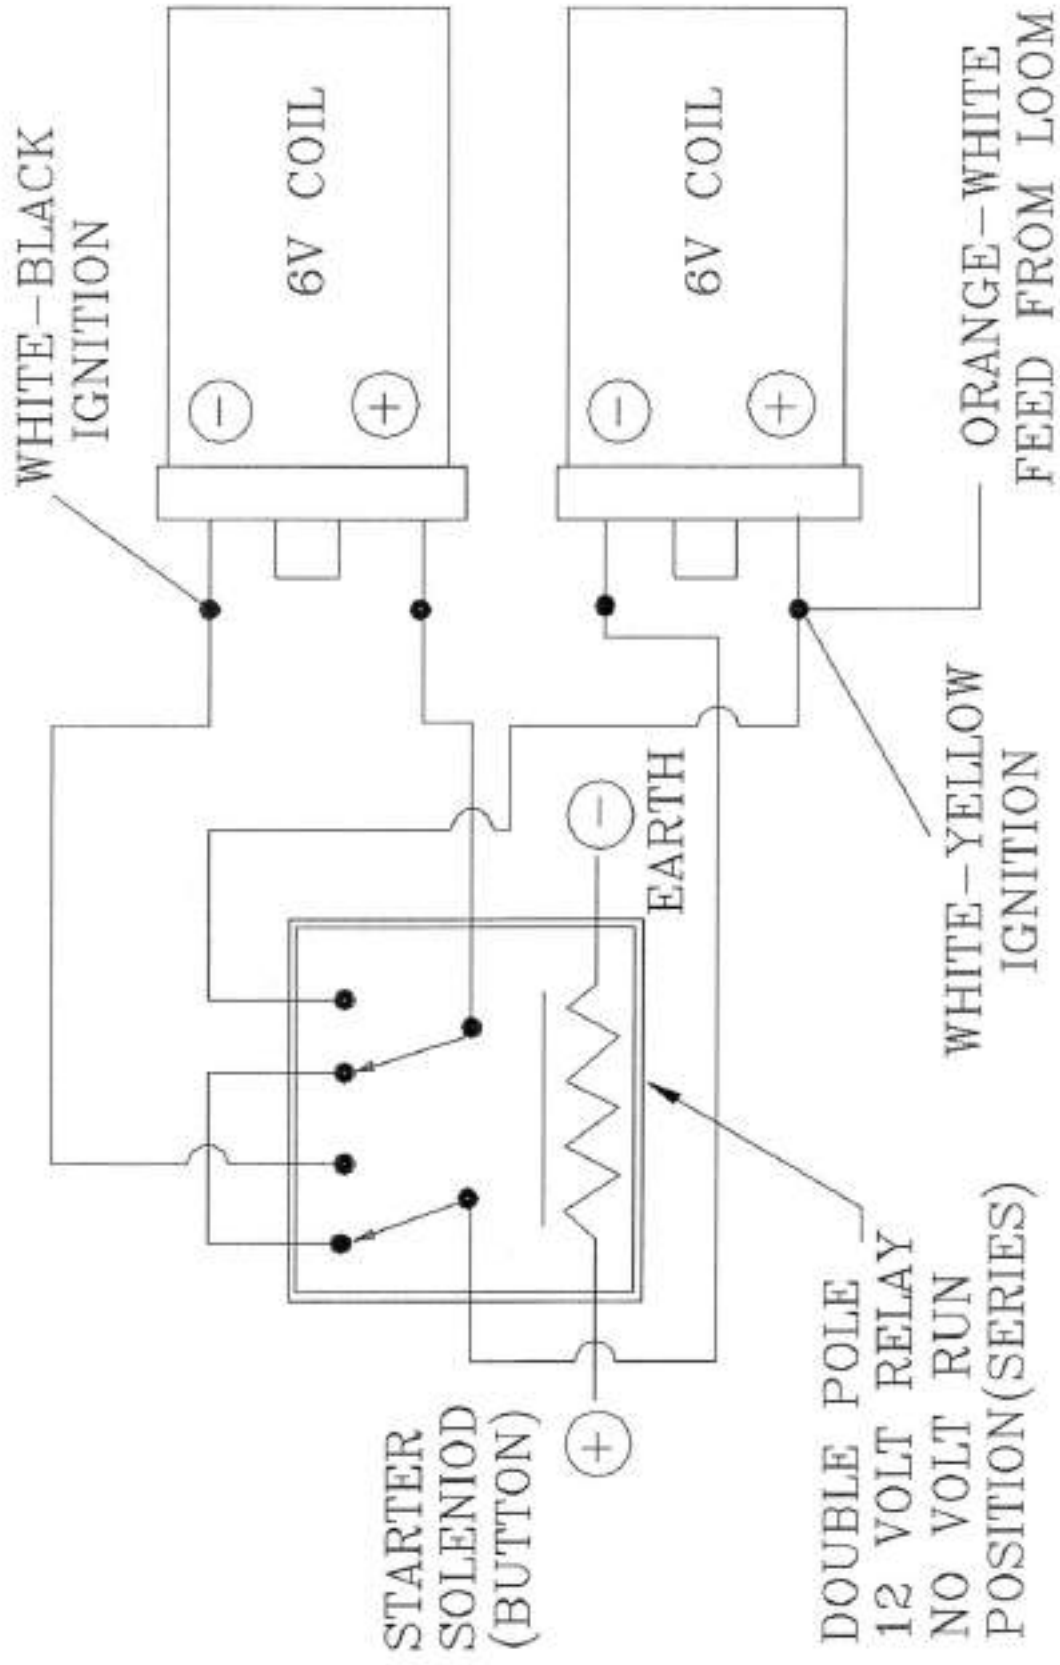 WHITE-BLACK
IGNITION
6V COIL
-
+
6V COIL
-
+
ORANGE-WHITE
FEED FROM LOOM
WHITE-YELLOW
IGNITION
-
EARTH
STARTER
SOLENIOD
(BUTTON)
+
DOUBLE POLE
12 VOLT RELAY
NO VOLT RUN
POSITION(SERIES)